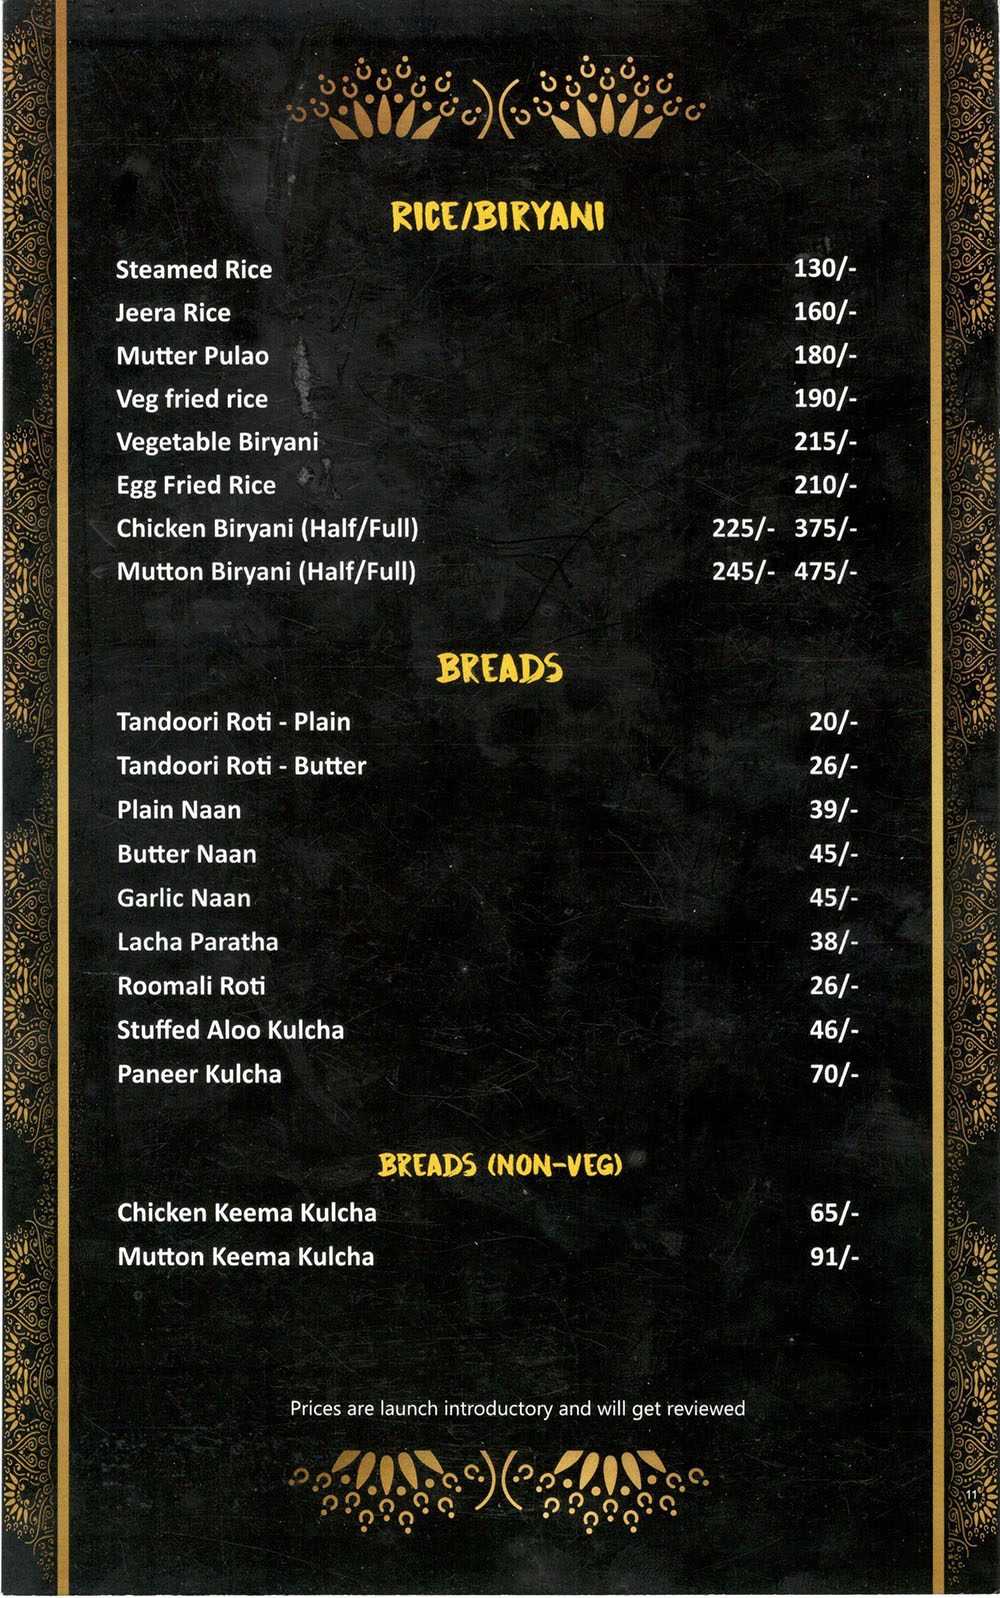 RICE/BIRYANI
Steamed Rice 130/-
Jeera Rice 160/-
Mutter Pulao 180/-
Veg fried rice 190/-
Vegetable Biryani 215/-
Egg Fried Rice 210/-
Chicken Biryani (Half/Full) 225/- 375/-
Mutton Biryani (Half/Full) 245/- 475/-
BREADS
Tandoori Roti - Plain 20/-
Tandoori Roti - Butter 26/-
Plain Naan 39/-
Butter Naan 45/-
Garlic Naan 45/-
Lacha Paratha 38/-
Roomali Roti 26/-
Stuffed Aloo Kulcha 46/-
Paneer Kulcha 70/-
BREADS (NON-VEG)
Chicken Keema Kulcha 65/-
Mutton Keema Kulcha 91/-
Prices are launch introductory and will get reviewed
11